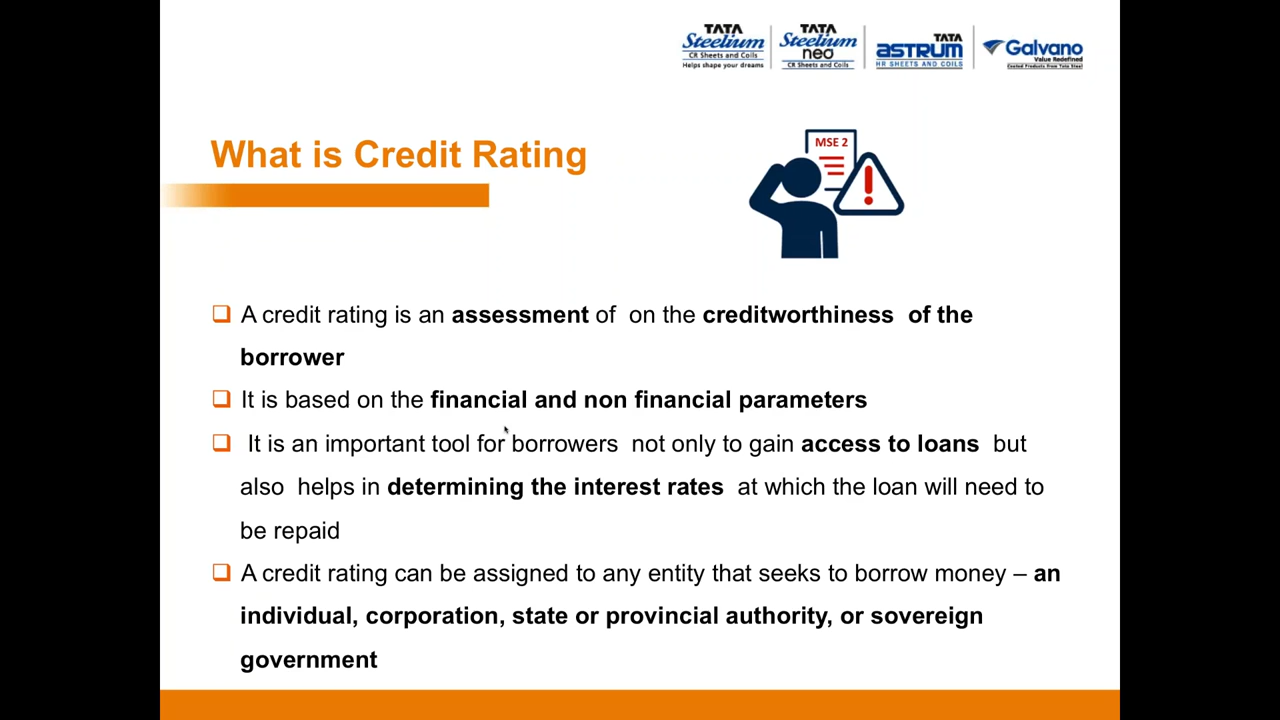 TATA
Steelium
CR Sheets and Coils
Helps shape your dreams
TATA
Steelium
neo
CR Sheets and Coils
TATA
ASTRUM
HR SHEETS AND COILS
Galvano
Value Redefined
Coated Products from Tata Steel
What is Credit Rating
MSE 2
A credit rating is an assessment of  on the creditworthiness  of the
borrower
It is based on the financial and non financial parameters
It is an important tool for borrowers  not only to gain access to loans  but
also  helps in determining the interest rates  at which the loan will need to
be repaid
A credit rating can be assigned to any entity that seeks to borrow money – an
individual, corporation, state or provincial authority, or sovereign
government